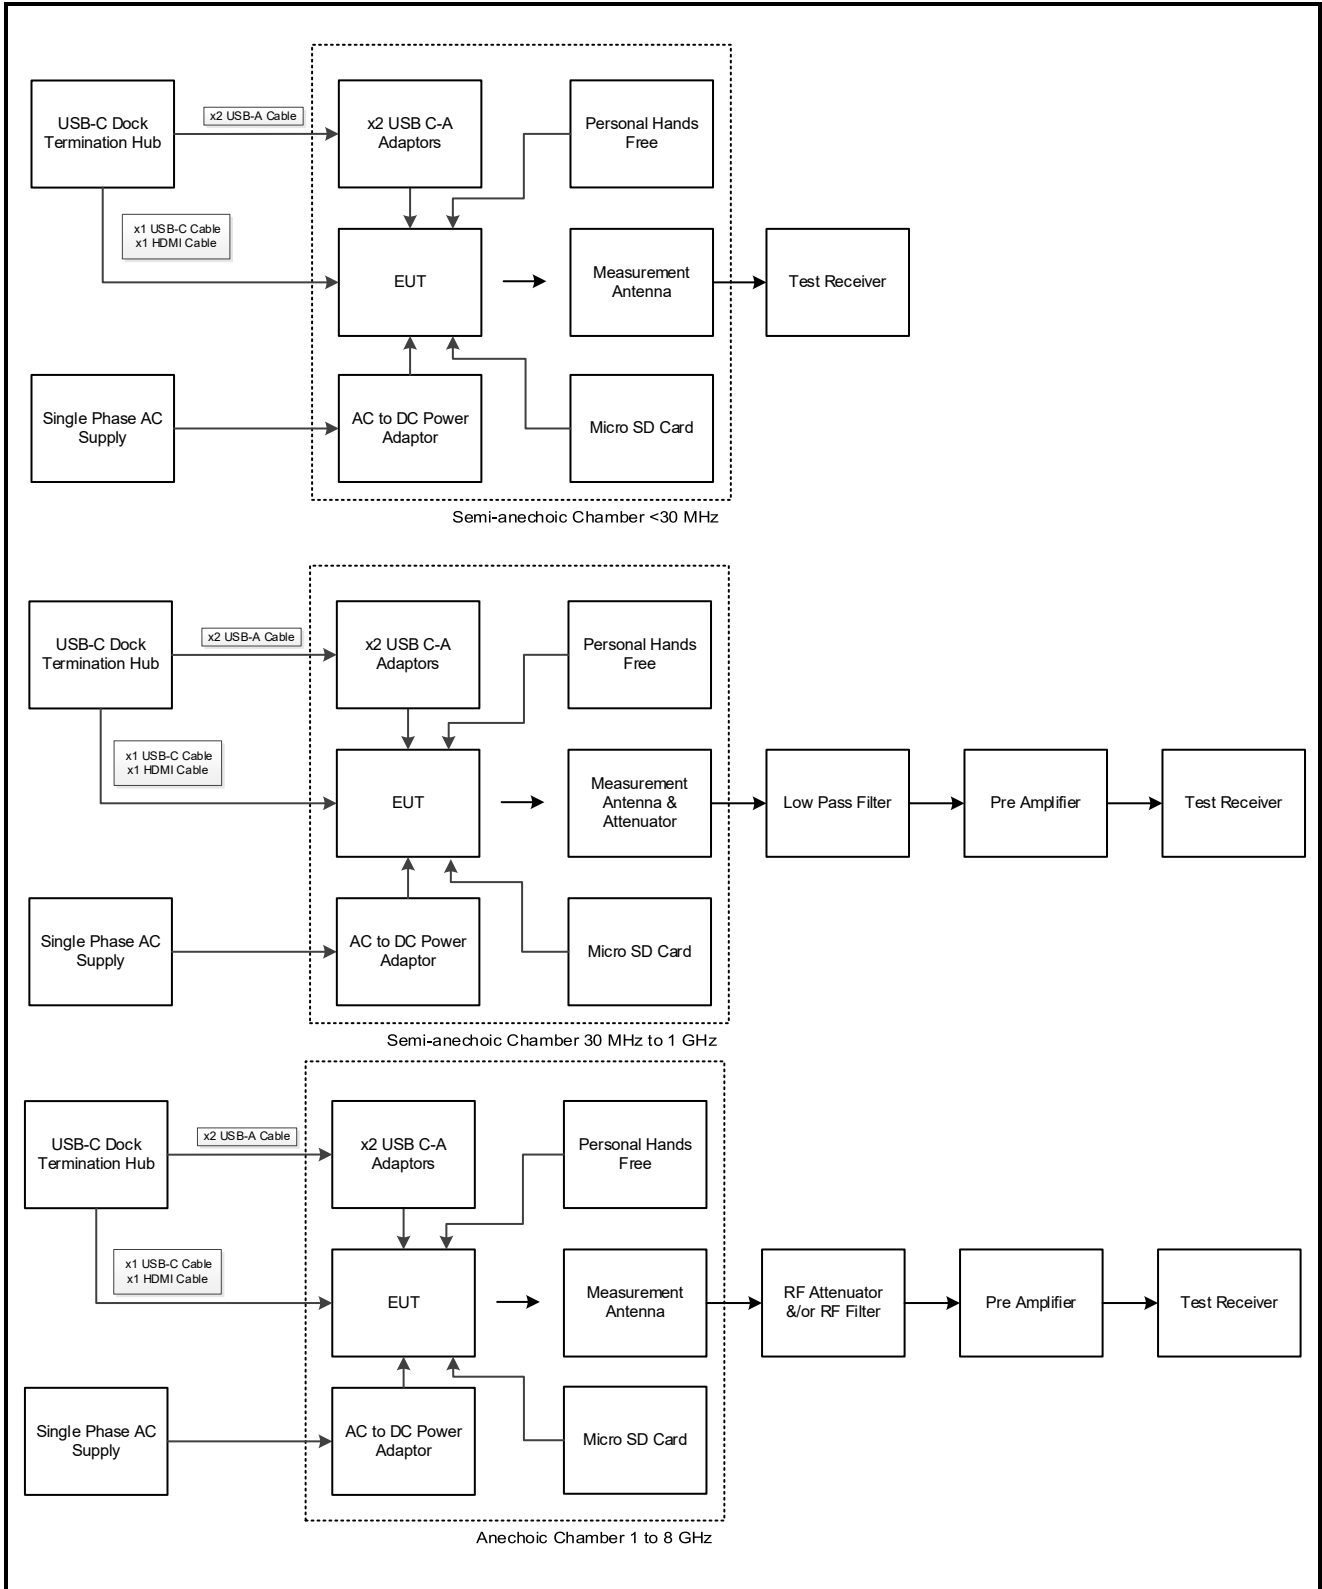 USB-C Dock
Termination Hub
x2 USB-A Cable
x2 USB C-A
Adaptors
Personal Hands
Free
x1 USB-C Cable
x1 HDMI Cable
EUT
Measurement
Antenna
Test Receiver
Single Phase AC
Supply
AC to DC Power
Adaptor
Micro SD Card
Semi-anechoic Chamber <30 MHz
USB-C Dock
Termination Hub
x2 USB-A Cable
x2 USB C-A
Adaptors
Personal Hands
Free
x1 USB-C Cable
x1 HDMI Cable
EUT
Measurement
Antenna &
Attenuator
Low Pass Filter
Pre Amplifier
Test Receiver
Single Phase AC
Supply
AC to DC Power
Adaptor
Micro SD Card
Semi-anechoic Chamber 30 MHz to 1 GHz
USB-C Dock
Termination Hub
x2 USB-A Cable
x2 USB C-A
Adaptors
Personal Hands
Free
x1 USB-C Cable
x1 HDMI Cable
EUT
Measurement
Antenna
RF Attenuator
&/or RF Filter
Pre Amplifier
Test Receiver
Single Phase AC
Supply
AC to DC Power
Adaptor
Micro SD Card
Anechoic Chamber 1 to 8 GHz